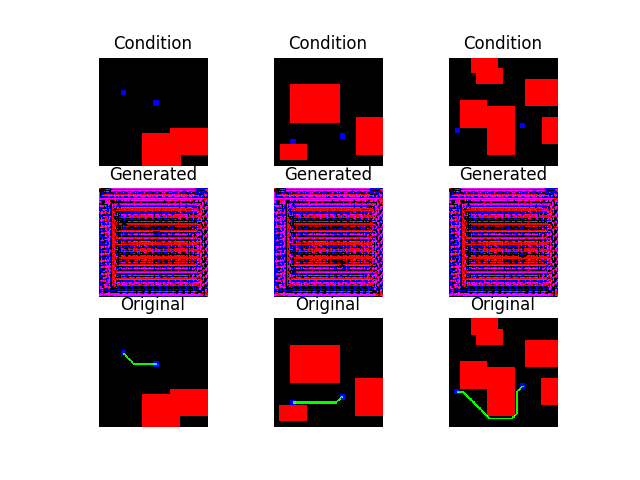 Condition Condition Condition
Generated Generated Generated
Original Original Original